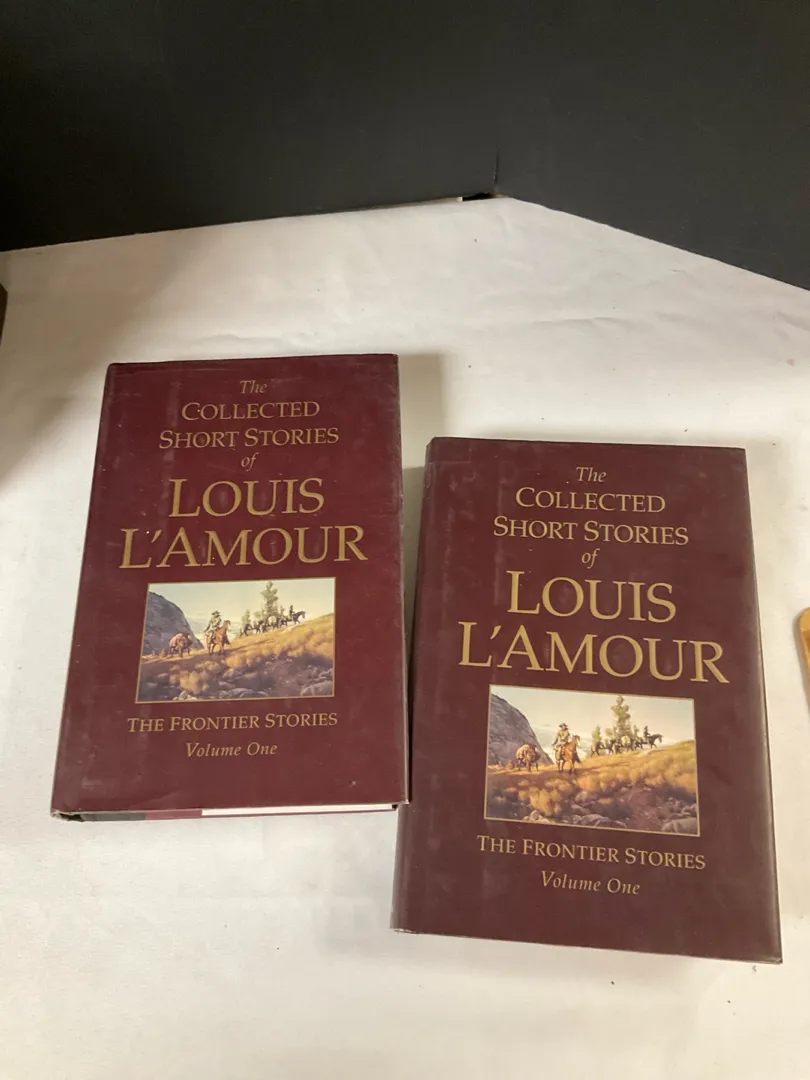 The
COLLECTED
SHORT STORIES
of
LOUIS
L'AMOUR
THE FRONTIER STORIES
Volume One
The
COLLECTED
SHORT STORIES
of
LOUIS
L'AMOUR
THE FRONTIER STORIES
Volume One